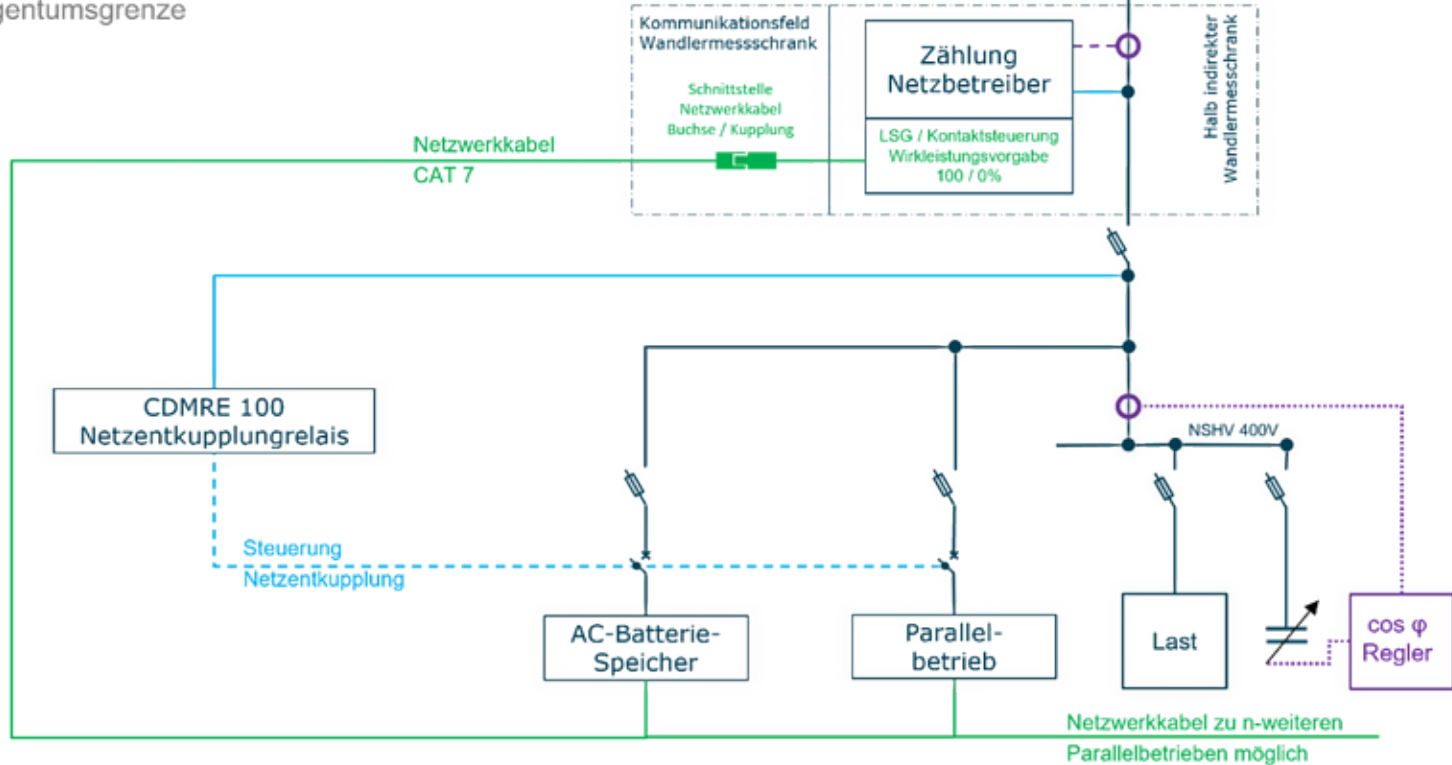 gentumsgrenze
Kommunikationsfeld
Wandlermessschrank
Schnittstelle
Netzwerkkabel
Buchse / Kupplung
Zählung
Netzbetreiber
LSG / Kontaktsteuerung
Wirkleistungsvorgabe
100 / 0%
Halb indirekter
Wandlermesschrank
Netzwerkkabel
CAT 7
CDMRE 100
Netzentkupplungrelais
NSHV 400V
Steuerung
Netzentkupplung
AC-Batterie-
Speicher
Parallel-
betrieb
Last
cos φ
Regler
Netzwerkkabel zu n-weiteren
Parallelbetrieben möglich